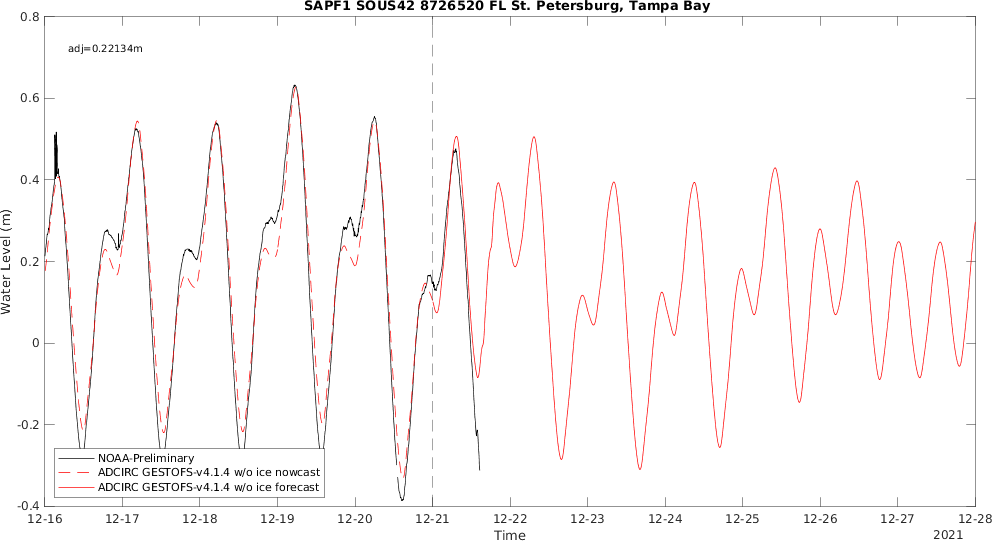 SAPF1 SOUS42 8726520 FL St. Petersburg, Tampa Bay
adj=0.22134m
0.8
0.6
0.4
0.2
0
-0.2
-0.4
Water Level (m)
NOAA-Preliminary
ADCIRC GESTOFS-v4.1.4 w/o ice nowcast
ADCIRC GESTOFS-v4.1.4 w/o ice forecast
12-16 12-17 12-18 12-19 12-20 12-21 12-22 12-23 12-24 12-25 12-26 12-27 12-28
Time
2021